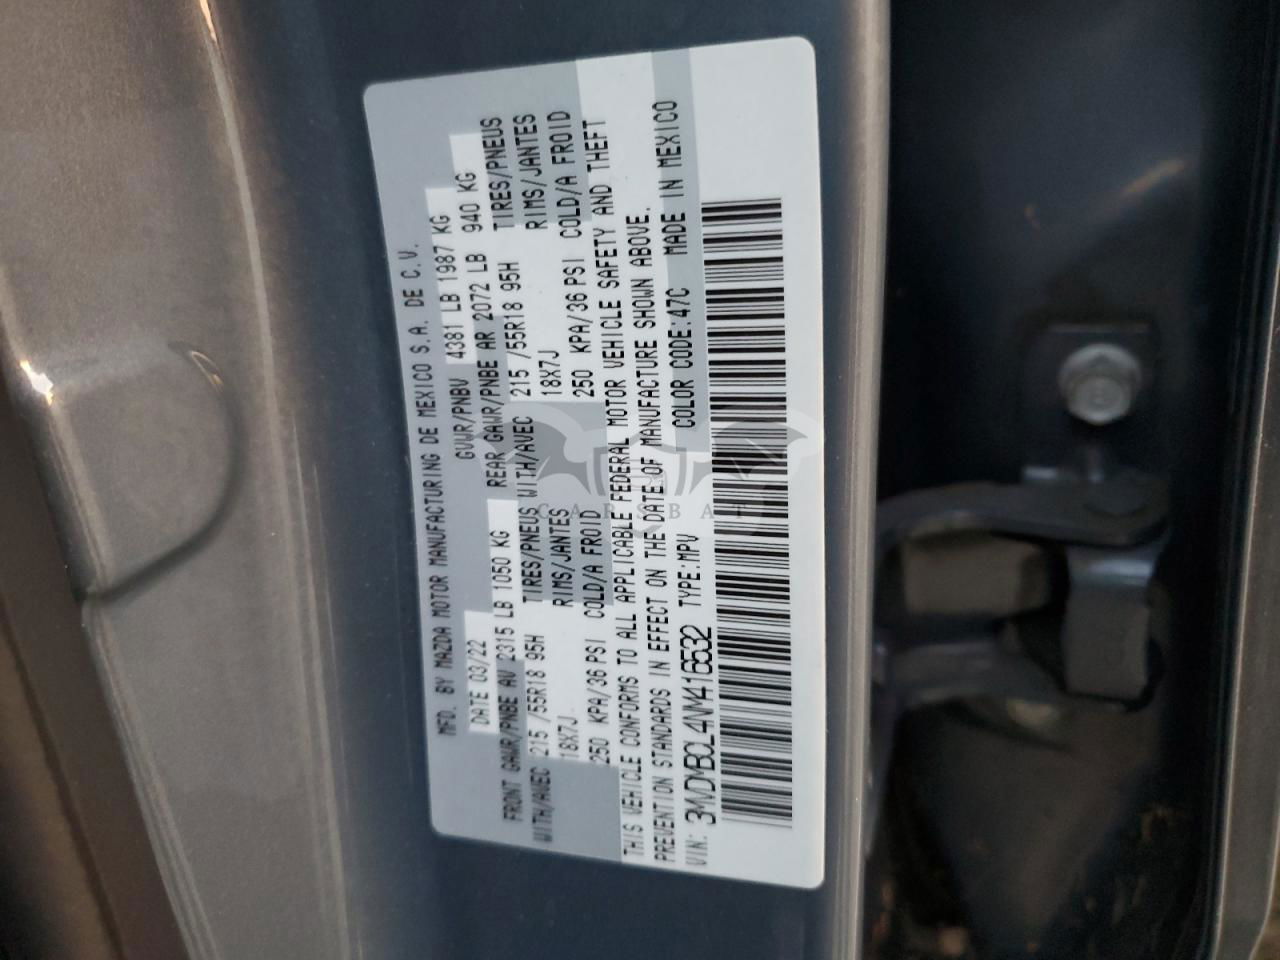 MFD. BY MAZDA MOTOR MANUFACTURING DE MEXICO S.A. DE C.V.
DATE 03/22 GVWR/PNBV 4381 LB 1987 KG
FRONT GAWR/PNBE AV 2315 LB 1050 KG REAR GAWR/PNBE AR 2072 LB 940 KG
WITH/AVEC 215 /55R18 95H TIRES/PNEUS WITH/AVEC 215 /55R18 95H TIRES/PNEUS
18X7J RIMS/JANTES 18X7J RIMS/JANTES
250 KPA/36 PSI COLD/A FROID 250 KPA/36 PSI COLD/A FROID
THIS VEHICLE CONFORMS TO ALL APPLICABLE FEDERAL MOTOR VEHICLE SAFETY AND THEFT
PREVENTION STANDARDS IN EFFECT ON THE DATE OF MANUFACTURE SHOWN ABOVE.
VIN: 3MVDMBCL4NM416532 TYPE:MPV COLOR CODE:47C MADE IN MEXICO
CARSBAT